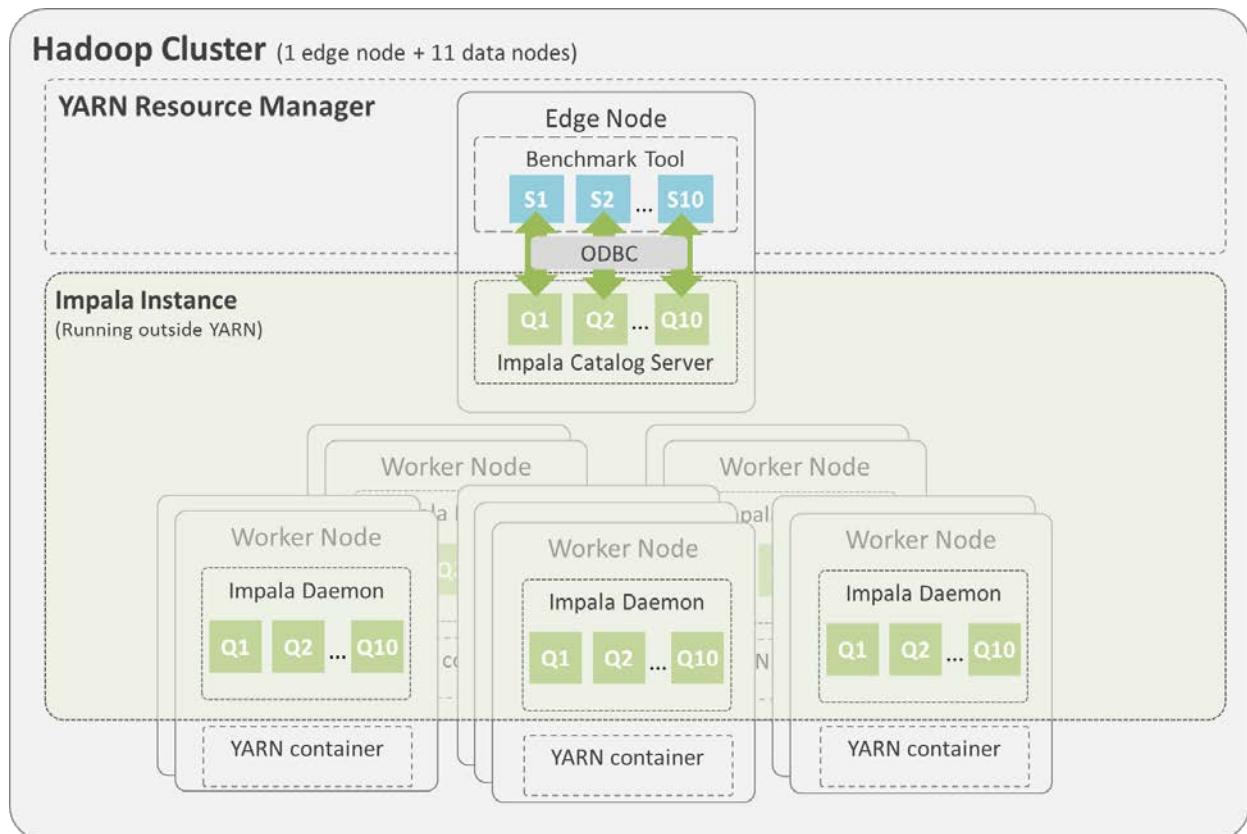 Hadoop Cluster (1 edge node + 11 data nodes)
YARN Resource Manager
Edge Node
Benchmark Tool
S1 S2 ... S10
ODBC
Impala Instance
(Running outside YARN)
Q1 Q2 ... Q10
Impala Catalog Server
Worker Node
Worker Node
Worker Node
Impala Daemon
Q1 Q2 ... Q10
YARN container
Worker Node
Impala Daemon
Q1 Q2 ... Q10
YARN container
Worker Node
Impala Daemon
Q1 Q2 ... Q10
YARN container